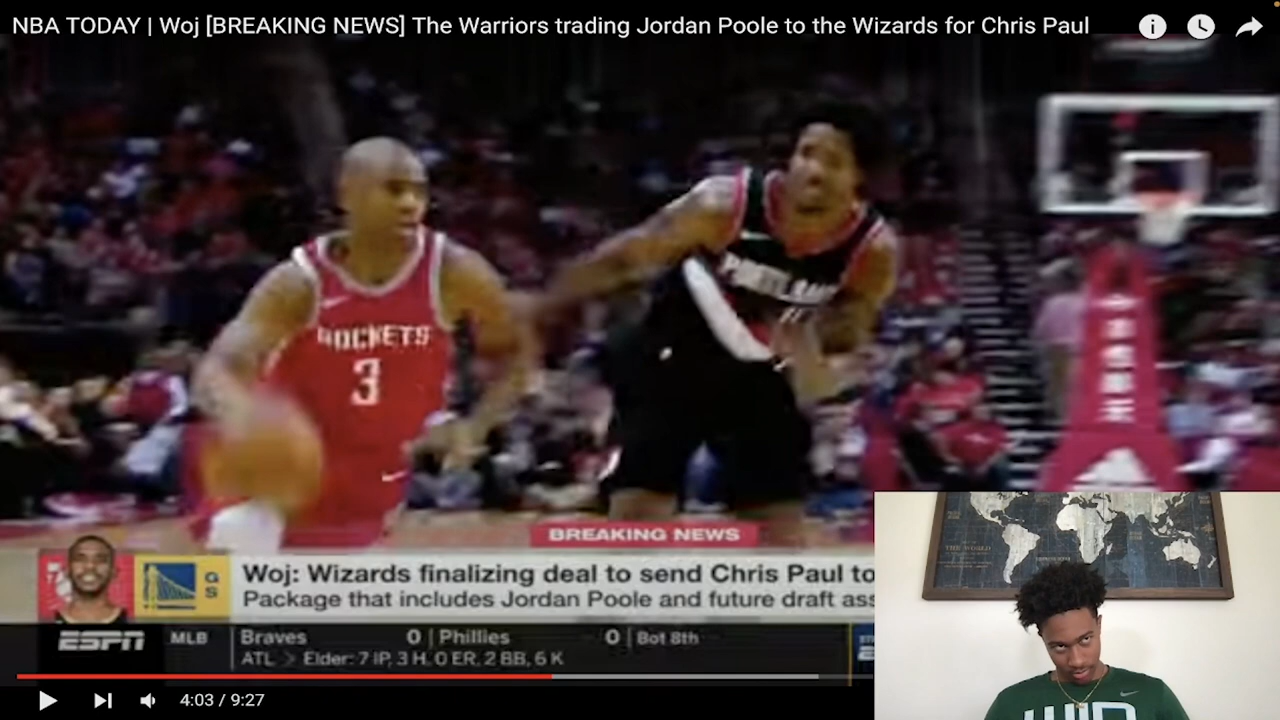 NBA TODAY | Woj [BREAKING NEWS] The Warriors trading Jordan Poole to the Wizards for Chris Paul
PORTLAN
ROCKETS
3
BREAKING NEWS
G
S
Woj: Wizards finalizing deal to send Chris Paul to
Package that includes Jordan Poole and future draft ass
ESPN MLB Braves 0 | Phillies 0 | Bot 8th
ATL > Elder: 7 IP, 3 H, 0 ER, 2 BB, 6 K
4:03 / 9:27
THE WORLD